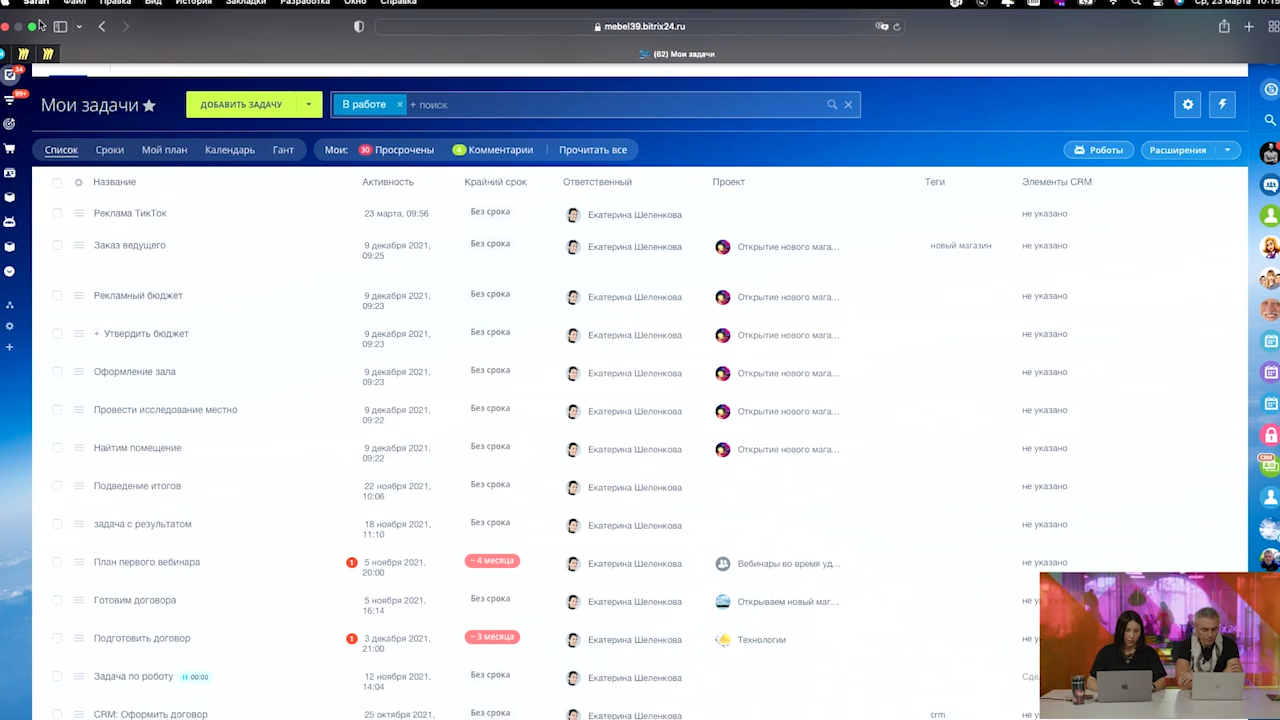 Safari Файл Правка Вид История Закладки Разработка Окно Справка
Ср, 23 марта 10:15
mebel39.bitrix24.ru
(62) Мои задачи
34
99+
Мои задачи
ДОБАВИТЬ ЗАДАЧУ
В работе × + поиск
Список Сроки Мой план Календарь Гант Мои: 30 Просрочены 4 Комментарии Прочитать все
Роботы Расширения
Название Активность Крайний срок Ответственный Проект Теги Элементы CRM
Реклама ТикТок 23 марта, 09:56 Без срока Екатерина Шеленкова не указано
Заказ ведущего 9 декабря 2021, 09:25 Без срока Екатерина Шеленкова Открытие нового мага... новый магазин не указано
Рекламный бюджет 9 декабря 2021, 09:23 Без срока Екатерина Шеленкова Открытие нового мага... не указано
+ Утвердить бюджет 9 декабря 2021, 09:23 Без срока Екатерина Шеленкова Открытие нового мага... не указано
Оформление зала 9 декабря 2021, 09:23 Без срока Екатерина Шеленкова Открытие нового мага... не указано
Провести исследование местно 9 декабря 2021, 09:22 Без срока Екатерина Шеленкова Открытие нового мага... не указано
Найтим помещение 9 декабря 2021, 09:22 Без срока Екатерина Шеленкова Открытие нового мага... не указано
Подведение итогов 22 ноября 2021, 10:06 Без срока Екатерина Шеленкова не указано
задача с результатом 18 ноября 2021, 11:10 Без срока Екатерина Шеленкова не указано
План первого вебинара 1 5 ноября 2021, 20:00 − 4 месяца Екатерина Шеленкова Вебинары во время уд... не указано
Готовим договора 5 ноября 2021, 16:14 Без срока Екатерина Шеленкова Открываем новый маг... не у
Подготовить договор 1 3 декабря 2021, 21:00 − 3 месяца Екатерина Шеленкова Технологии не у
Задача по роботу 00:00 12 ноября 2021, 14:04 Без срока Екатерина Шеленкова Сде
CRM: Оформить договор 25 октября 2021, Без срока Екатерина Шеленкова crm
CRM